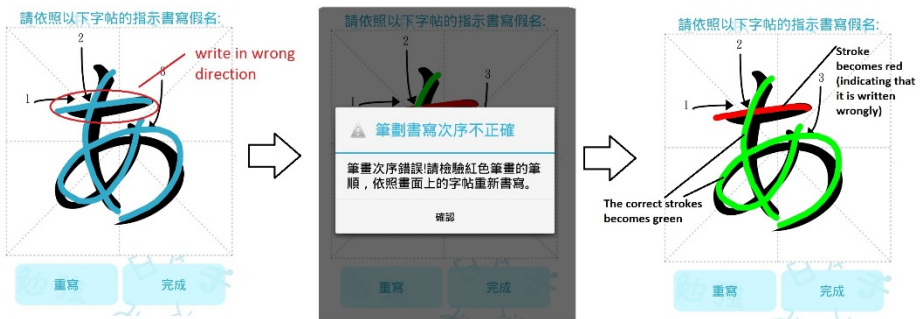 請依照以下字帖的指示書寫假名:
2
write in wrong
direction
3
1
あ
重寫
完成
請依照以下字帖的指示書寫假名:
2
3
1
筆劃書寫次序不正確
筆畫次序錯誤!請檢驗紅色筆畫的筆
順，依照畫面上的字帖重新書寫。
確認
重寫
完成
請依照以下字帖的指示書寫假名:
2
Stroke
becomes red
(indicating that
it is written
wrongly)
3
1
あ
The correct strokes
becomes green
重寫
完成